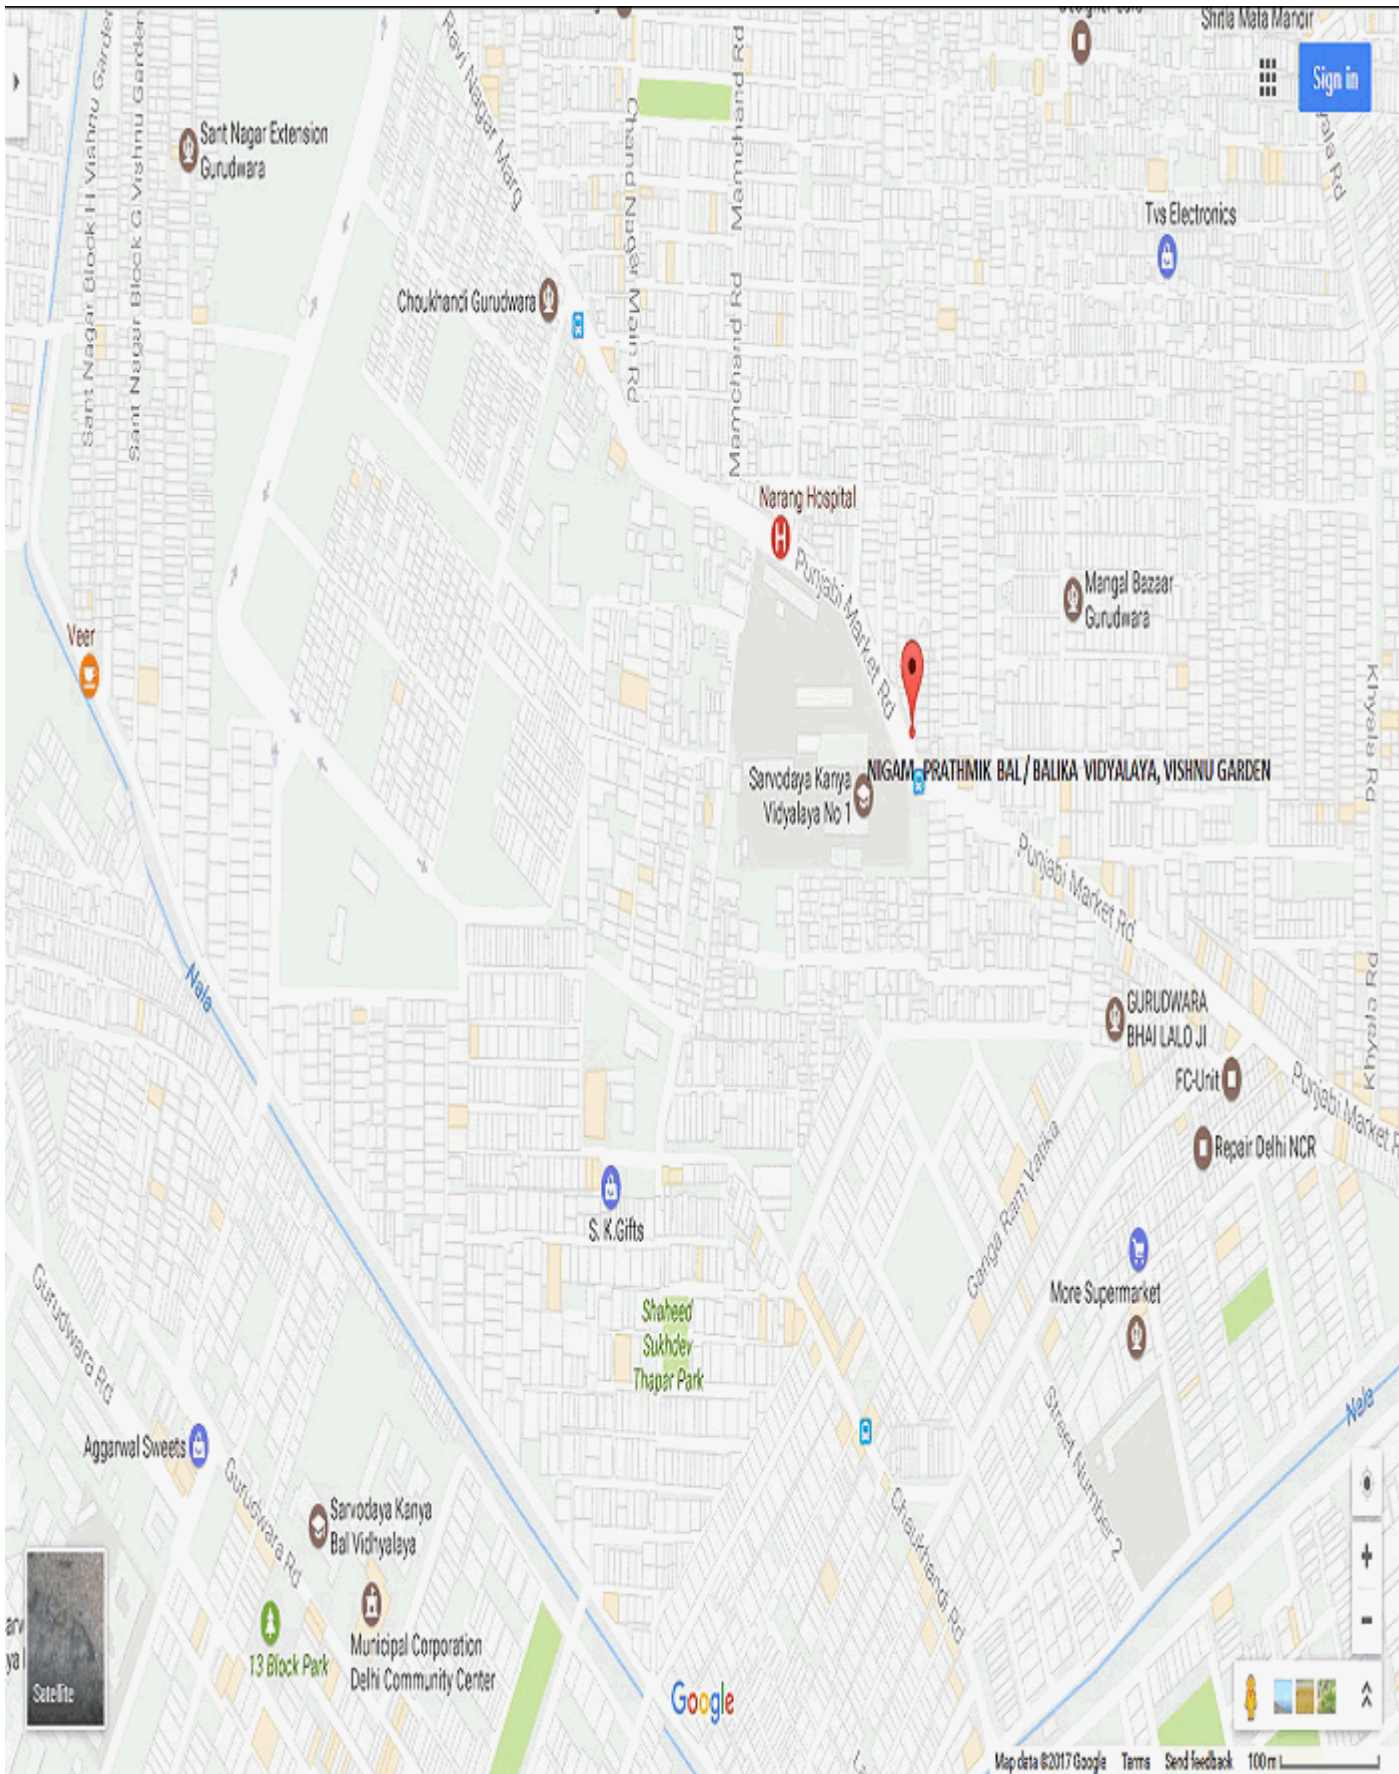 Shitla Mata Mandir
Sign in
Sant Nagar Block H Vishnu Garden
Sant Nagar Block G Vishnu Garden
Sant Nagar Extension
Gurudwara
Ravi Nagar Marg
Chand Nager Main Rd
Mamchand Rd
Mamchand Rd
yala Rd
Tvs Electronics
Choukhandi Gurudwara
Narang Hospital
H
Punjabi Market Rd
Mangal Bazaar
Gurudwara
Veer
Khyala Rd
NIGAM PRATHMIK BAL / BALIKA VIDYALAYA, VISHNU GARDEN
Sarvodaya Kanya
Vidyalaya No 1
Punjabi Market Rd
Nala
Khyala Rd
GURUDWARA
BHAI LALO JI
FC-Unit
Punjabi Market R
Repair Delhi NCR
Ganga Ram Vatika
S. K.Gifts
More Supermarket
Shaheed
Sukhdev
Thapar Park
Gurudwara Rd
Nala
Aggarwal Sweets
Street Number 2
Gurudwara Rd
Sarvodaya Kanya
Bal Vidhyalaya
Chaukhandi Rd
13 Block Park
Municipal Corporation
Delhi Community Center
Satellite
Google
Map data ©2017 Google Terms Send feedback 100 m